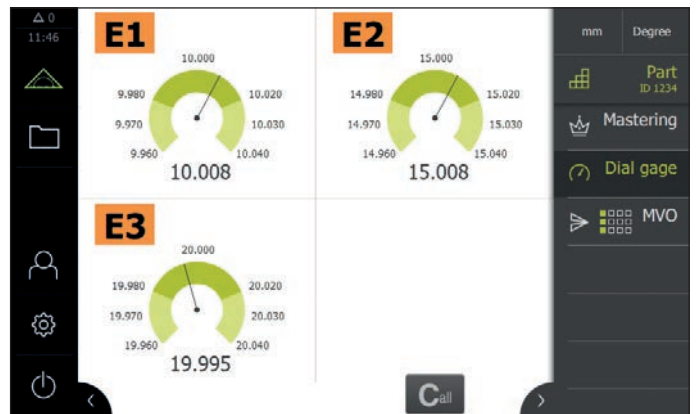 △ 0
11:46
E1
10.000
9.980
10.020
9.970
10.030
9.960
10.040
10.008
E2
15.000
14.980
15.020
14.970
15.030
14.960
15.040
15.008
E3
20.000
19.980
20.020
19.970
20.030
19.960
20.040
19.995
Call
mm Degree
Part
ID 1234
Mastering
Dial gage
MVO